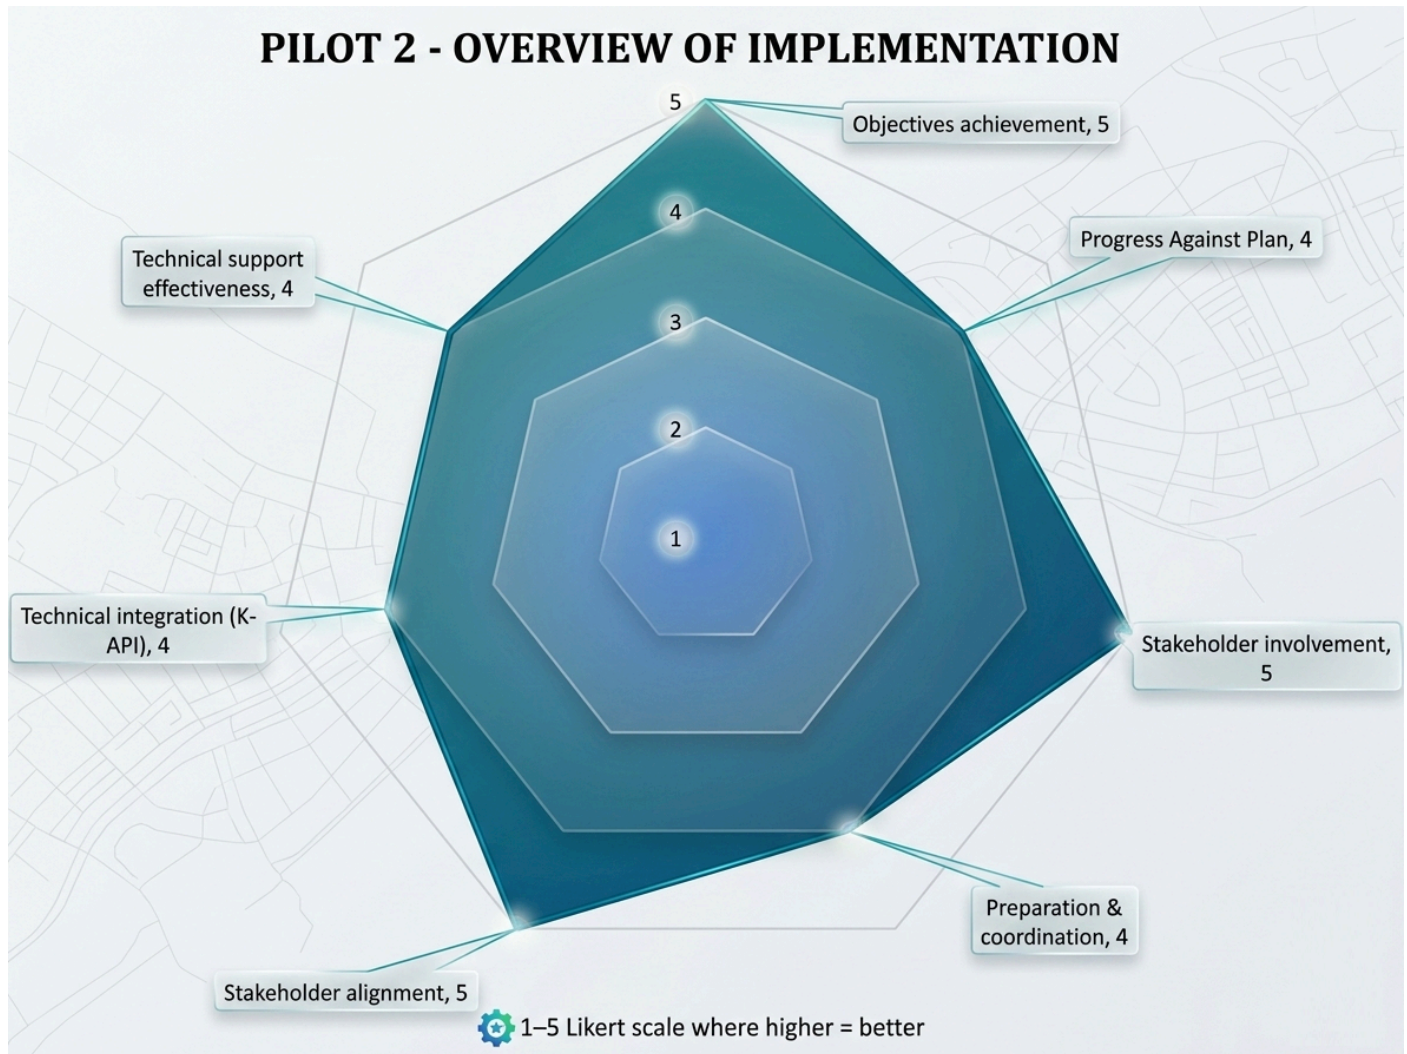 PILOT 2 - OVERVIEW OF IMPLEMENTATION
5
Objectives achievement, 5
4
Progress Against Plan, 4
Technical support
effectiveness, 4
3
2
1
Technical integration (K-
API), 4
Stakeholder involvement,
5
Preparation &
coordination, 4
Stakeholder alignment, 5
1–5 Likert scale where higher = better